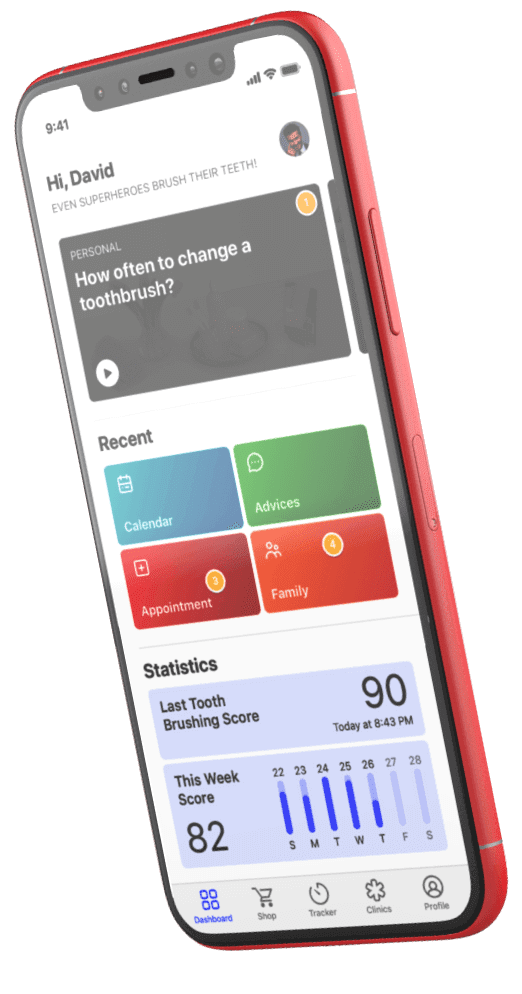 9:41
Hi, David
EVEN SUPERHEROES BRUSH THEIR TEETH!
1
PERSONAL
How often to change a
toothbrush?
Recent
Calendar
Advices
3
Appointment
4
Family
Statistics
Last Tooth
Brushing Score
90
Today at 8:43 PM
This Week
Score
82
22 23 24 25 26 27 28
S M T W T F S
Dashboard
Shop
Tracker
Clinics
Profile